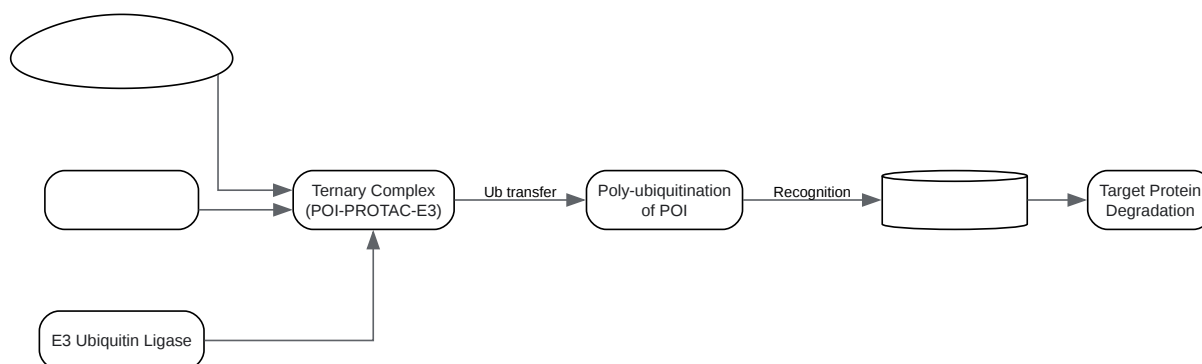 Ternary Complex
(POI-PROTAC-E3)
Ub transfer
Poly-ubiquitination
of POI
Recognition
Target Protein
Degradation
E3 Ubiquitin Ligase